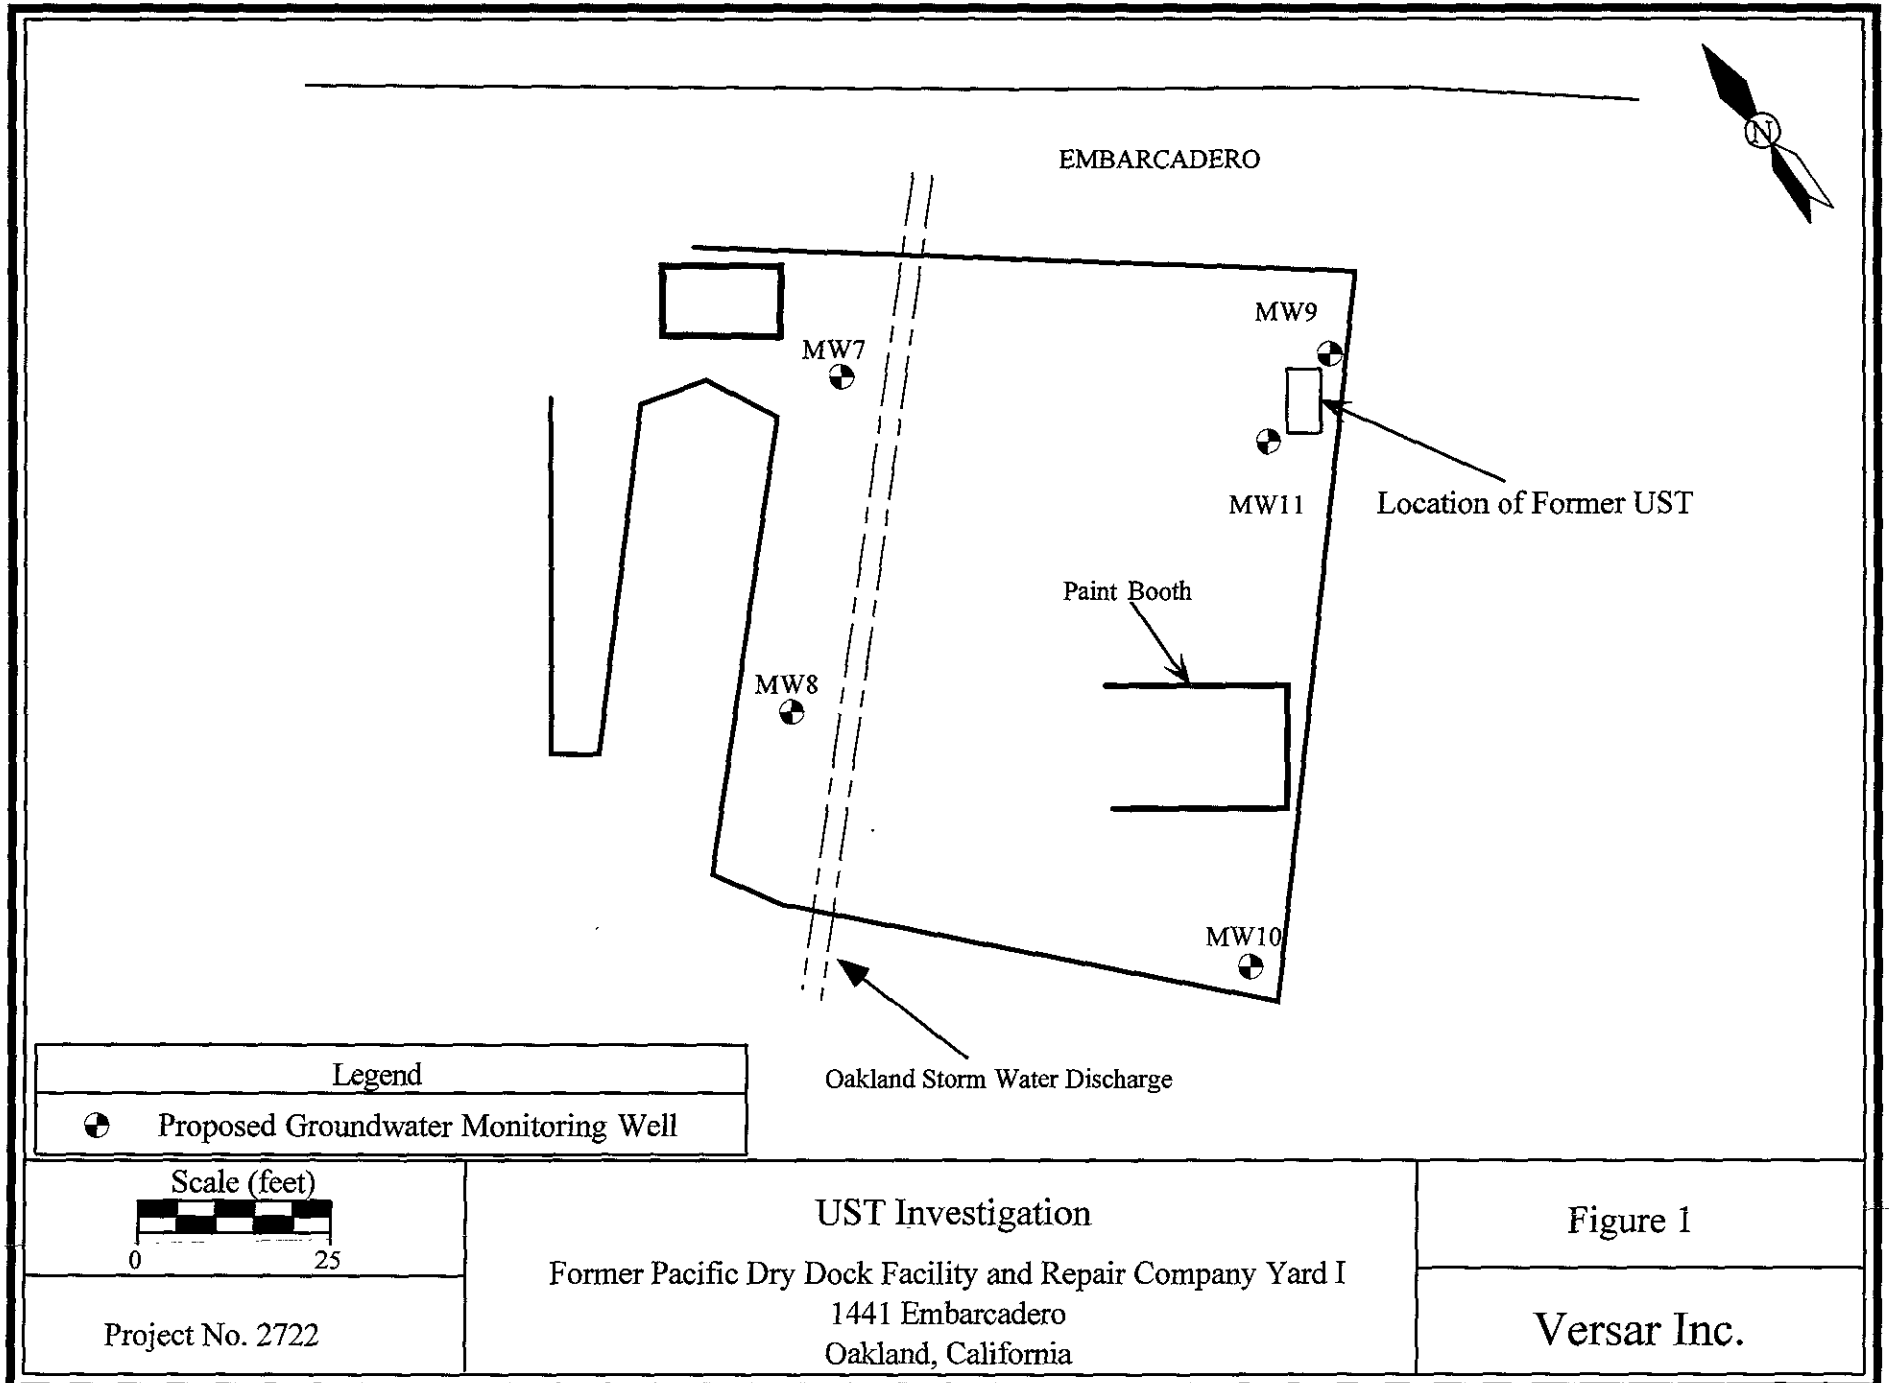 EMBARCADERO
N
MW9
MW7
MW11
Location of Former UST
Paint Booth
MW8
MW10
Oakland Storm Water Discharge
Legend
Proposed Groundwater Monitoring Well
Scale (feet)
0 25
Project No. 2722
UST Investigation
Former Pacific Dry Dock Facility and Repair Company Yard I
1441 Embarcadero
Oakland, California
Figure 1
Versar Inc.